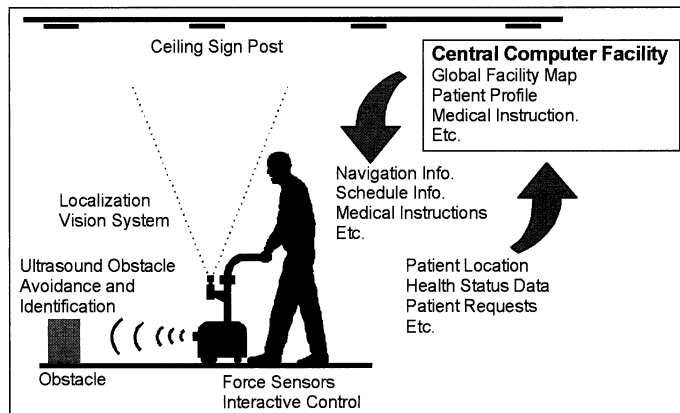 Ceiling Sign Post
Central Computer Facility
Global Facility Map
Patient Profile
Medical Instruction.
Etc.
Navigation Info.
Schedule Info.
Medical Instructions
Etc.
Localization
Vision System
Ultrasound Obstacle
Avoidance and
Identification
Patient Location
Health Status Data
Patient Requests
Etc.
Obstacle
Force Sensors
Interactive Control